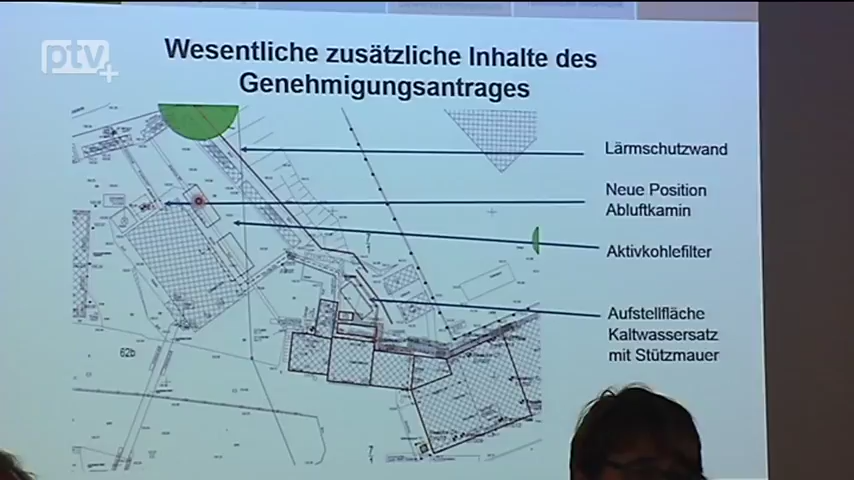 ptv+
Wesentliche zusätzliche Inhalte des
Genehmigungsantrages
Lärmschutzwand
Neue Position
Abluftkamin
Aktivkohlefilter
Aufstellfläche
Kaltwassersatz
mit Stützmauer
62b